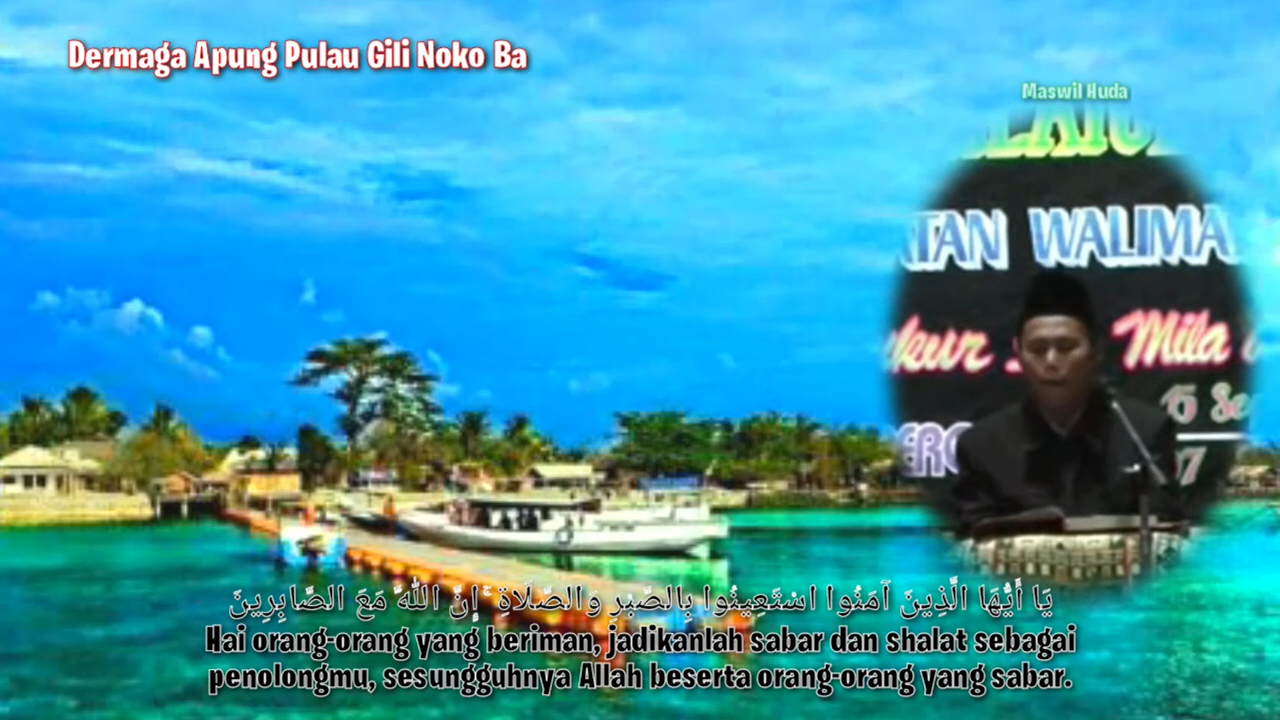 Dermaga Apung Pulau Gili Noko Ba
Maswil Huda
ATAN WALIMA
Mila
يَا أَيُّهَا الَّذِينَ آمَنُوا اسْتَعِينُوا بِالصَّبْرِ وَالصَّلَاةِ ۚ إِنَّ اللَّهَ مَعَ الصَّابِرِينَ
Hai orang-orang yang beriman, jadikanlah sabar dan shalat sebagai
penolongmu, sesungguhnya Allah beserta orang-orang yang sabar.